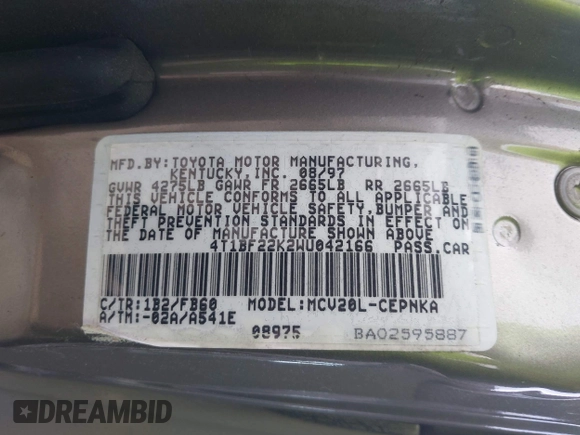 MFD.BY:TOYOTA MOTOR MANUFACTURING,
KENTUCKY,INC. 08/97
GVWR 4275LB GAWR FR 2665LB RR 2665LB
THIS VEHICLE CONFORMS TO ALL APPLICABLE
FEDERAL MOTOR VEHICLE SAFETY,BUMPER,AND
THEFT PREVENTION STANDARDS IN EFFECT ON
THE DATE OF MANUFACTURE SHOWN ABOVE.
4T1BF22K2WU042166 PASS.CAR
C/TR:1B2/FB60 MODEL:MCV20L-CEPNKA
A/TM:-02A/A541E
08975 BA02595887
DREAMBID